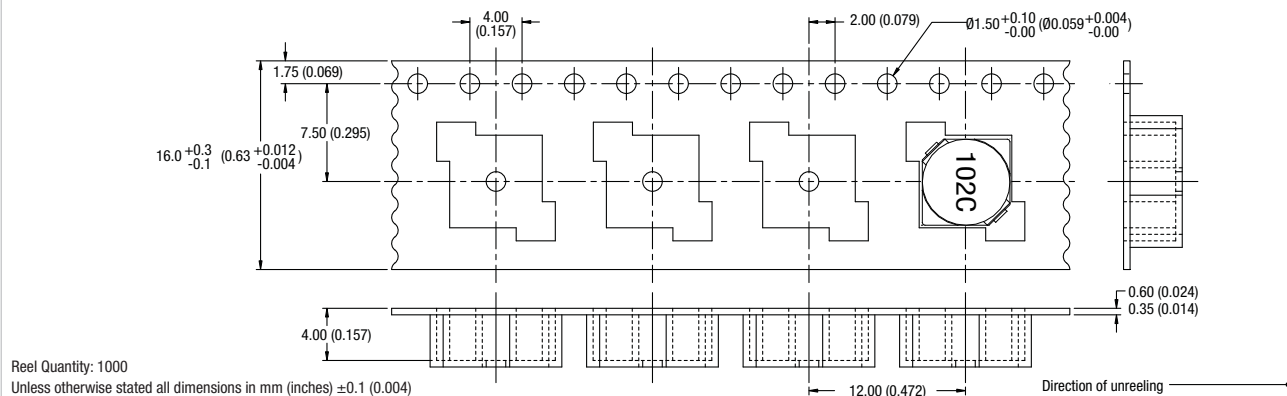 4.00
(0.157)
2.00 (0.079)
Ø1.50 +0.10 -0.00 (Ø0.059 +0.004 -0.00)
1.75 (0.069)
7.50 (0.295)
16.0 +0.3 -0.1 (0.63 +0.012 -0.004)
102C
4.00 (0.157)
0.60 (0.024)
0.35 (0.014)
12.00 (0.472)
Direction of unreeling
Reel Quantity: 1000
Unless otherwise stated all dimensions in mm (inches) ±0.1 (0.004)